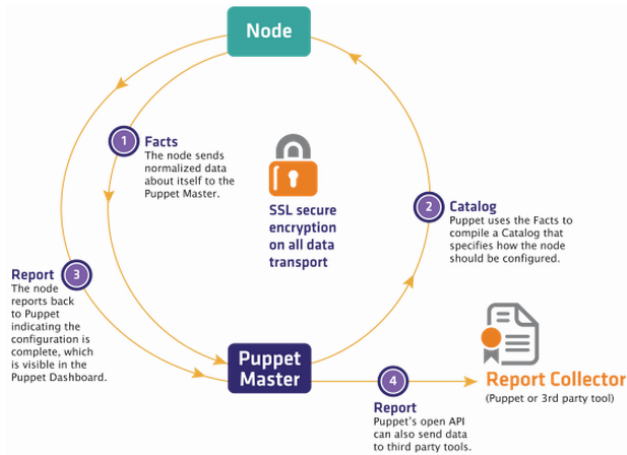 Node
1
Facts
The node sends
normalized data
about itself to the
Puppet Master.
SSL secure
encryption
on all data
transport
2
Catalog
Puppet uses the Facts to
compile a Catalog that
specifies how the node
should be configured.
Report
3
The node
reports back
to Puppet
indicating the
configuration is
complete, which
is visible in the
Puppet Dashboard.
Puppet
Master
4
Report
Puppet's open API
can also send data
to third party tools.
Report Collector
(Puppet or 3rd party tool)